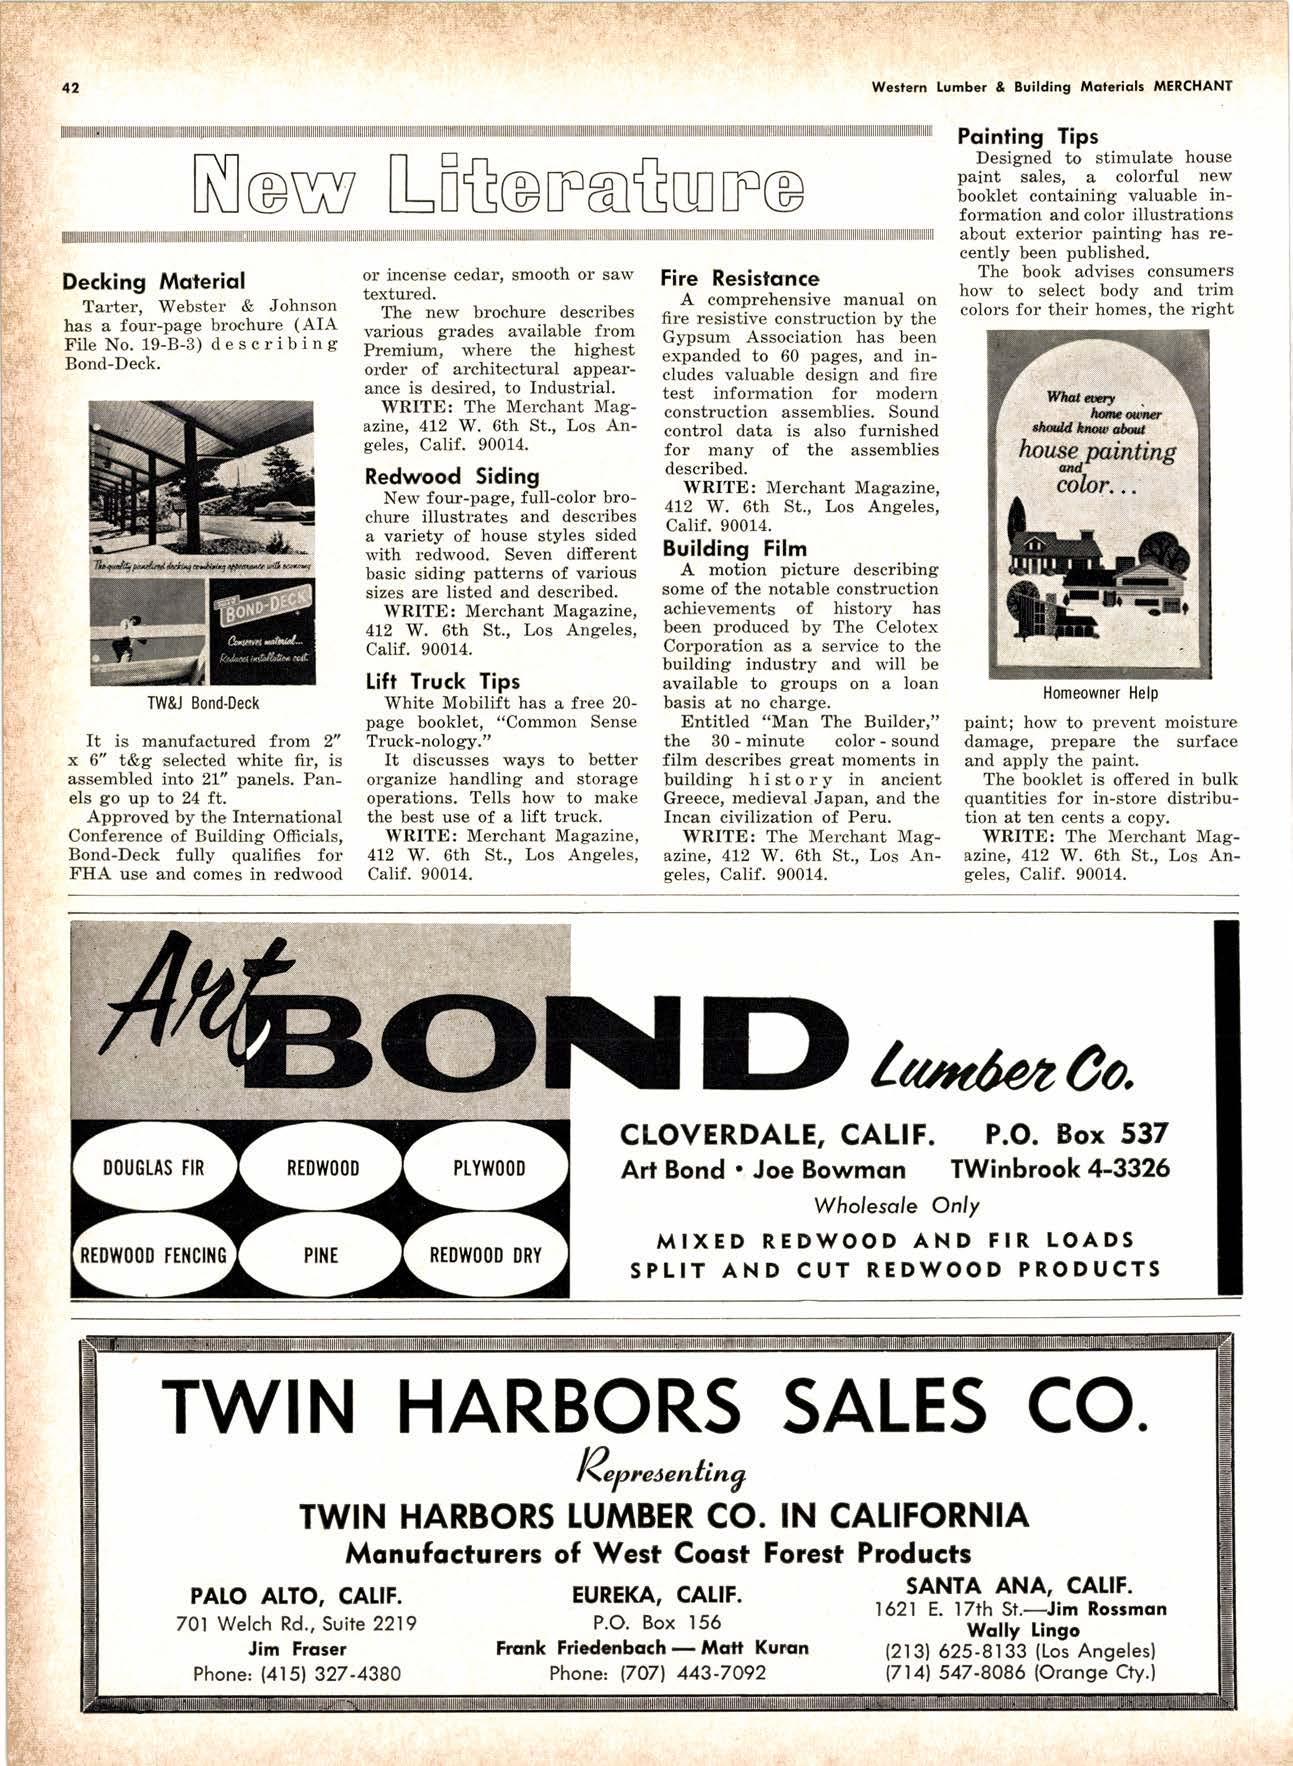 42
Western Lumber & Building Materials MERCHANT
New Literature
Decking Material
Tarter, Webster & Johnson
has a four-page brochure (AIA
File No. 19-B-3) describing
Bond-Deck.
The quality panelized decking combining appearance with economy
BOND-DECK
Conserves material...
Reduces installation cost.
TW&J Bond-Deck
It is manufactured from 2"
x 6" t&g selected white fir, is
assembled into 21" panels. Pan-
els go up to 24 ft.
Approved by the International
Conference of Building Officials,
Bond-Deck fully qualifies for
FHA use and comes in redwood
or incense cedar, smooth or saw
textured.
The new brochure describes
various grades available from
Premium, where the highest
order of architectural appear-
ance is desired, to Industrial.
WRITE: The Merchant Mag-
azine, 412 W. 6th St., Los An-
geles, Calif. 90014.
Redwood Siding
New four-page, full-color bro-
chure illustrates and describes
a variety of house styles sided
with redwood. Seven different
basic siding patterns of various
sizes are listed and described.
WRITE: Merchant Magazine,
412 W. 6th St., Los Angeles,
Calif. 90014.
Lift Truck Tips
White Mobilift has a free 20-
page booklet, "Common Sense
Truck-nology."
It discusses ways to better
organize handling and storage
operations. Tells how to make
the best use of a lift truck.
WRITE: Merchant Magazine,
412 W. 6th St., Los Angeles,
Calif. 90014.
Fire Resistance
A comprehensive manual on
fire resistive construction by the
Gypsum Association has been
expanded to 60 pages, and in-
cludes valuable design and fire
test information for modern
construction assemblies. Sound
control data is also furnished
for many of the assemblies
described.
WRITE: Merchant Magazine,
412 W. 6th St., Los Angeles,
Calif. 90014.
Building Film
A motion picture describing
some of the notable construction
achievements of history has
been produced by The Celotex
Corporation as a service to the
building industry and will be
available to groups on a loan
basis at no charge.
Entitled "Man The Builder,"
the 30-minute color-sound
film describes great moments in
building history in ancient
Greece, medieval Japan, and the
Incan civilization of Peru.
WRITE: The Merchant Mag-
azine, 412 W. 6th St., Los An-
geles, Calif. 90014.
Painting Tips
Designed to stimulate house
paint sales, a colorful new
booklet containing valuable in-
formation and color illustrations
about exterior painting has re-
cently been published.
The book advises consumers
how to select body and trim
colors for their homes, the right
What every
home owner
should know about
house painting
and
color...
Homeowner Help
paint; how to prevent moisture
damage, prepare the surface
and apply the paint.
The booklet is offered in bulk
quantities for in-store distribu-
tion at ten cents a copy.
WRITE: The Merchant Mag-
azine, 412 W. 6th St., Los An-
geles, Calif. 90014.
Art BOND Lumber Co.
DOUGLAS FIR REDWOOD PLYWOOD
REDWOOD FENCING PINE REDWOOD DRY
CLOVERDALE, CALIF. P.O. Box 537
Art Bond • Joe Bowman TWinbrook 4-3326
Wholesale Only
MIXED REDWOOD AND FIR LOADS
SPLIT AND CUT REDWOOD PRODUCTS
TWIN HARBORS SALES CO.
Representing
TWIN HARBORS LUMBER CO. IN CALIFORNIA
Manufacturers of West Coast Forest Products
PALO ALTO, CALIF.
701 Welch Rd., Suite 2219
Jim Fraser
Phone: (415) 327-4380
EUREKA, CALIF.
P.O. Box 156
Frank Friedenbach — Matt Kuran
Phone: (707) 443-7092
SANTA ANA, CALIF.
1621 E. 17th St.—Jim Rossman
Wally Lingo
(213) 625-8133 (Los Angeles)
(714) 547-8086 (Orange Cty.)